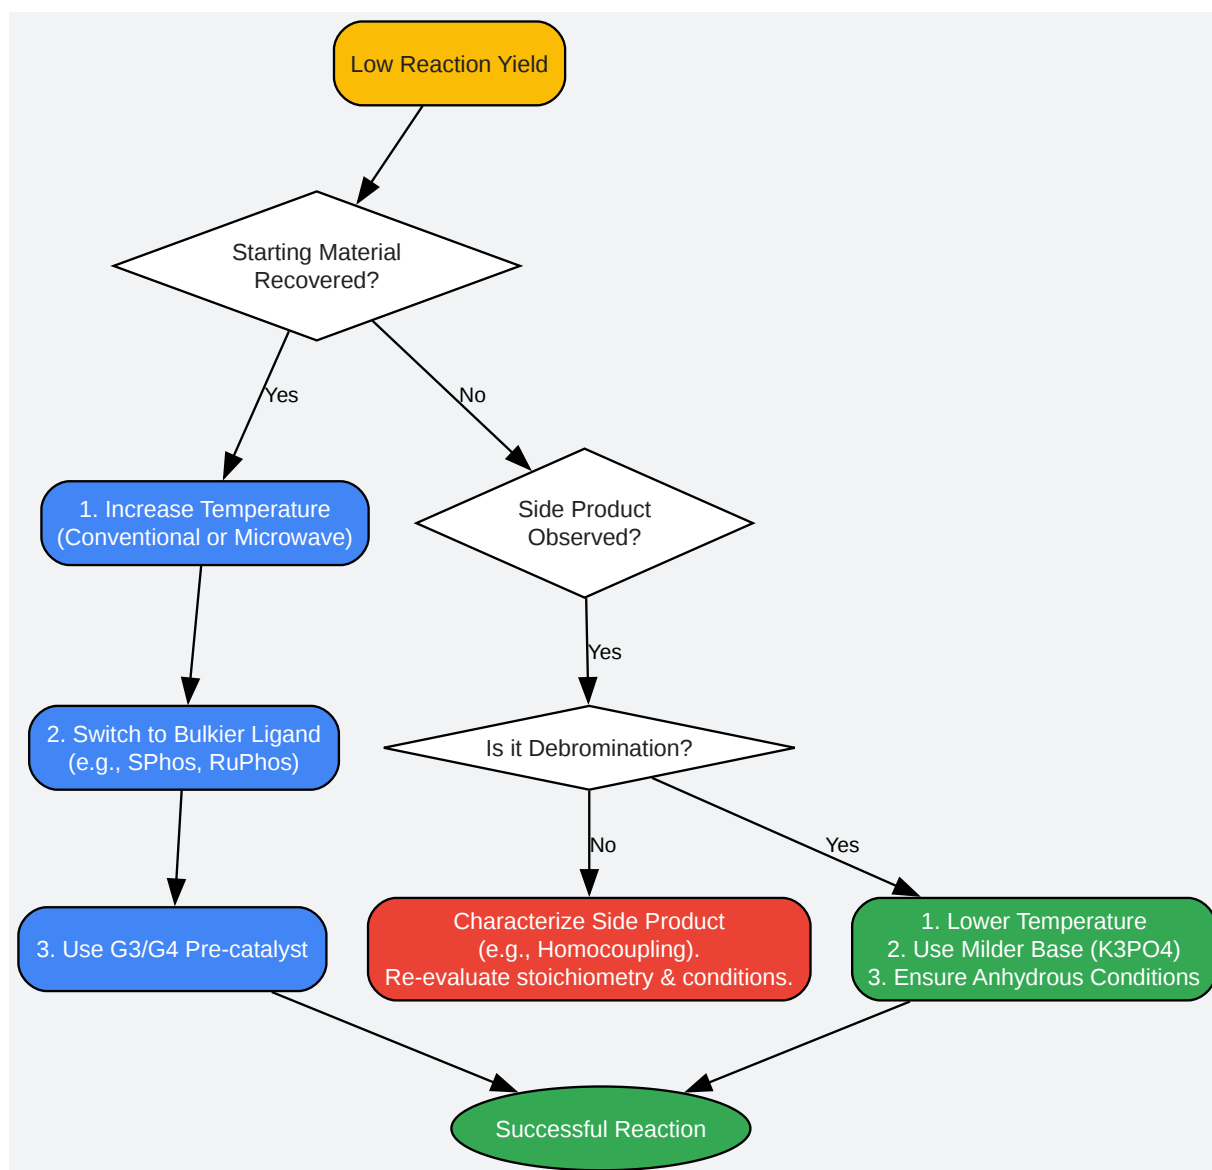 Low Reaction Yield
Starting Material
Recovered?
Yes
No
1. Increase Temperature
(Conventional or Microwave)
Side Product
Observed?
Yes
2. Switch to Bulkier Ligand
(e.g., SPhos, RuPhos)
Is it Debromination?
No
Yes
3. Use G3/G4 Pre-catalyst
Characterize Side Product
(e.g., Homocoupling).
Re-evaluate stoichiometry & conditions.
1. Lower Temperature
2. Use Milder Base (K3PO4)
3. Ensure Anhydrous Conditions
Successful Reaction